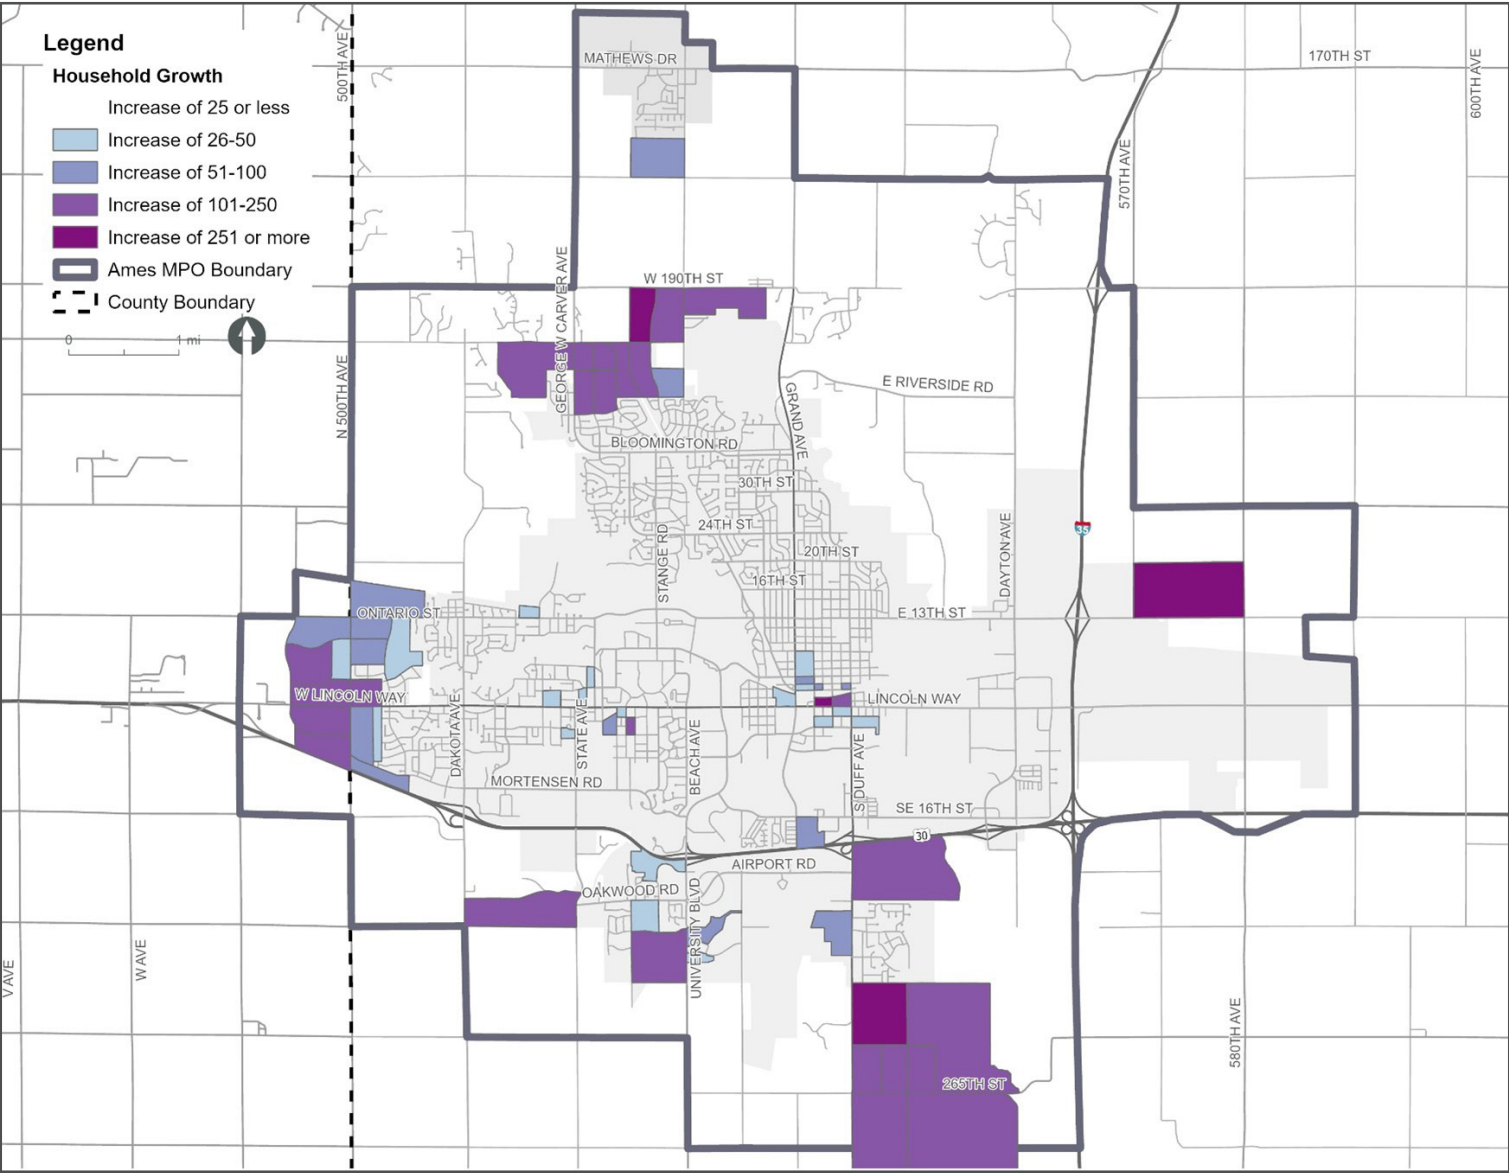 Legend
Household Growth
Increase of 25 or less
Increase of 26-50
Increase of 51-100
Increase of 101-250
Increase of 251 or more
Ames MPO Boundary
County Boundary
0 1 mi
500TH AVE
MATHEWS DR
170TH ST
600TH AVE
570TH AVE
W 190TH ST
GEORGE W CARVER AVE
N 500TH AVE
E RIVERSIDE RD
GRAND AVE
BLOOMINGTON RD
30TH ST
24TH ST
STANGE RD
20TH ST
16TH ST
DAYTON AVE
35
ONTARIO ST
E 13TH ST
W LINCOLN WAY
LINCOLN WAY
DAKOTA AVE
STATE AVE
BEACH AVE
S DUFF AVE
MORTENSEN RD
SE 16TH ST
30
AIRPORT RD
OAKWOOD RD
UNIVERSITY BLVD
V AVE
W AVE
580TH AVE
265TH ST